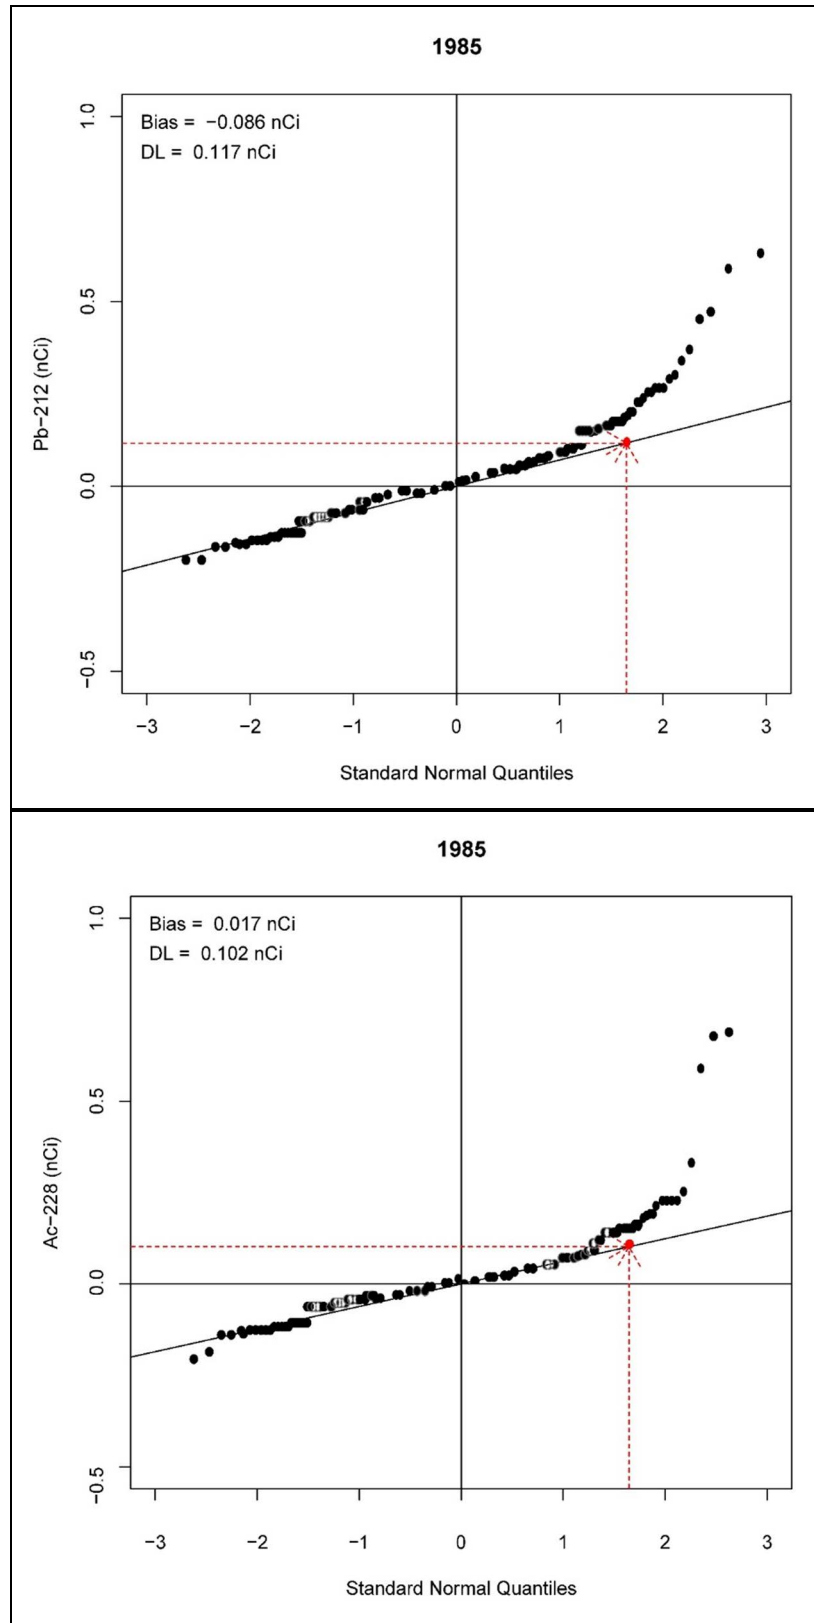 1985
Bias = −0.086 nCi
DL = 0.117 nCi
1.0
0.5
0.0
−0.5
Pb−212 (nCi)
−3 −2 −1 0 1 2 3
Standard Normal Quantiles
1985
Bias = 0.017 nCi
DL = 0.102 nCi
1.0
0.5
0.0
−0.5
Ac−228 (nCi)
−3 −2 −1 0 1 2 3
Standard Normal Quantiles